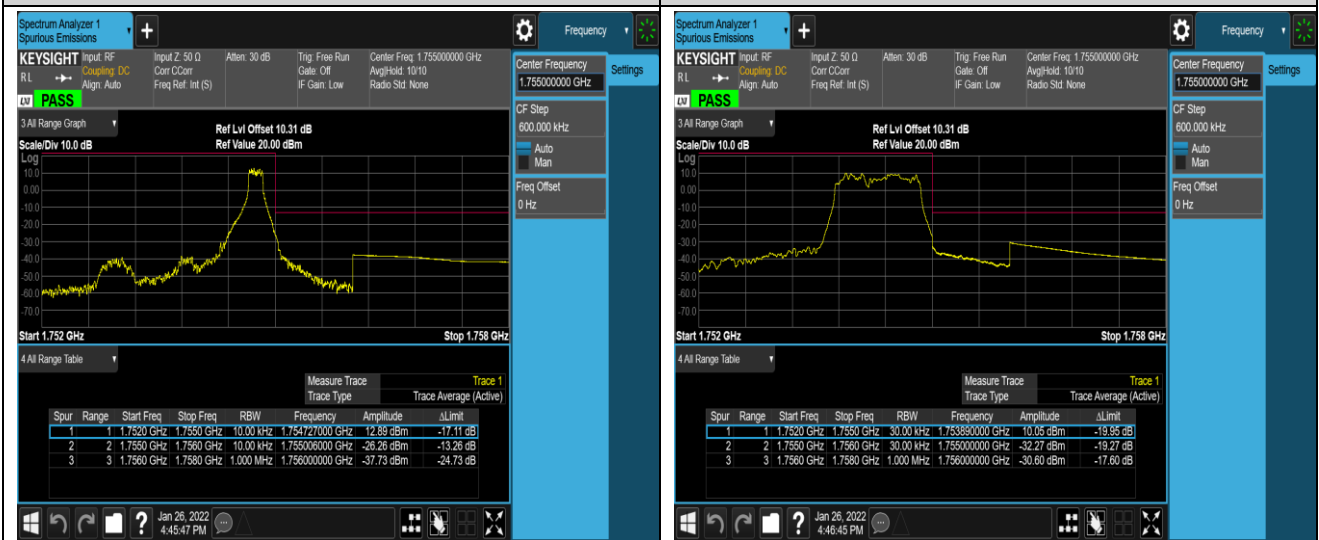 Spectrum Analyzer 1
Spurious Emissions
+
Frequency
KEYSIGHT Input: RF Input Z: 50 Ω Atten: 30 dB Trig: Free Run Center Freq: 1.755000000 GHz
RL Coupling: DC Corr CCorr Gate: Off Avg|Hold: 10/10
Align: Auto Freq Ref: Int (S) IF Gain: Low Radio Std: None
LXI PASS
Center Frequency
1.755000000 GHz
Settings
CF Step
600.000 kHz
Auto
Man
Freq Offset
0 Hz
3 All Range Graph
Ref Lvl Offset 10.31 dB
Scale/Div 10.0 dB Ref Value 20.00 dBm
Log
10.0
0.00
-10.0
-20.0
-30.0
-40.0
-50.0
-60.0
-70.0
Start 1.752 GHz Stop 1.758 GHz
4 All Range Table
Measure Trace Trace 1
Trace Type Trace Average (Active)
Spur Range Start Freq Stop Freq RBW Frequency Amplitude ΔLimit
1 1 1.7520 GHz 1.7550 GHz 10.00 kHz 1.754727000 GHz 12.89 dBm -17.11 dB
2 2 1.7550 GHz 1.7560 GHz 10.00 kHz 1.755006000 GHz -26.26 dBm -13.26 dB
3 3 1.7560 GHz 1.7580 GHz 1.000 MHz 1.756000000 GHz -37.73 dBm -24.73 dB
?
Jan 26, 2022
4:45:47 PM
Spectrum Analyzer 1
Spurious Emissions
+
Frequency
KEYSIGHT Input: RF Input Z: 50 Ω Atten: 30 dB Trig: Free Run Center Freq: 1.755000000 GHz
RL Coupling: DC Corr CCorr Gate: Off Avg|Hold: 10/10
Align: Auto Freq Ref: Int (S) IF Gain: Low Radio Std: None
LXI PASS
Center Frequency
1.755000000 GHz
Settings
CF Step
600.000 kHz
Auto
Man
Freq Offset
0 Hz
3 All Range Graph
Ref Lvl Offset 10.31 dB
Scale/Div 10.0 dB Ref Value 20.00 dBm
Log
10.0
0.00
-10.0
-20.0
-30.0
-40.0
-50.0
-60.0
-70.0
Start 1.752 GHz Stop 1.758 GHz
4 All Range Table
Measure Trace Trace 1
Trace Type Trace Average (Active)
Spur Range Start Freq Stop Freq RBW Frequency Amplitude ΔLimit
1 1 1.7520 GHz 1.7550 GHz 30.00 kHz 1.753890000 GHz 10.05 dBm -19.95 dB
2 2 1.7550 GHz 1.7560 GHz 30.00 kHz 1.755000000 GHz -32.27 dBm -19.27 dB
3 3 1.7560 GHz 1.7580 GHz 1.000 MHz 1.756000000 GHz -30.60 dBm -17.60 dB
?
Jan 26, 2022
4:46:45 PM